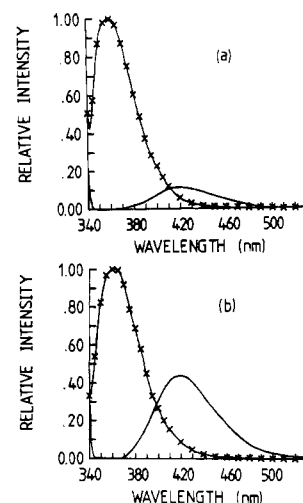 (a)
RELATIVE INTENSITY
1.00
.80
.60
.40
.20
0.00
340 380 420 460 500
WAVELENGTH (nm)
(b)
RELATIVE INTENSITY
1.00
.80
.60
.40
.20
0.00
340 380 420 460 500
WAVELENGTH (nm)